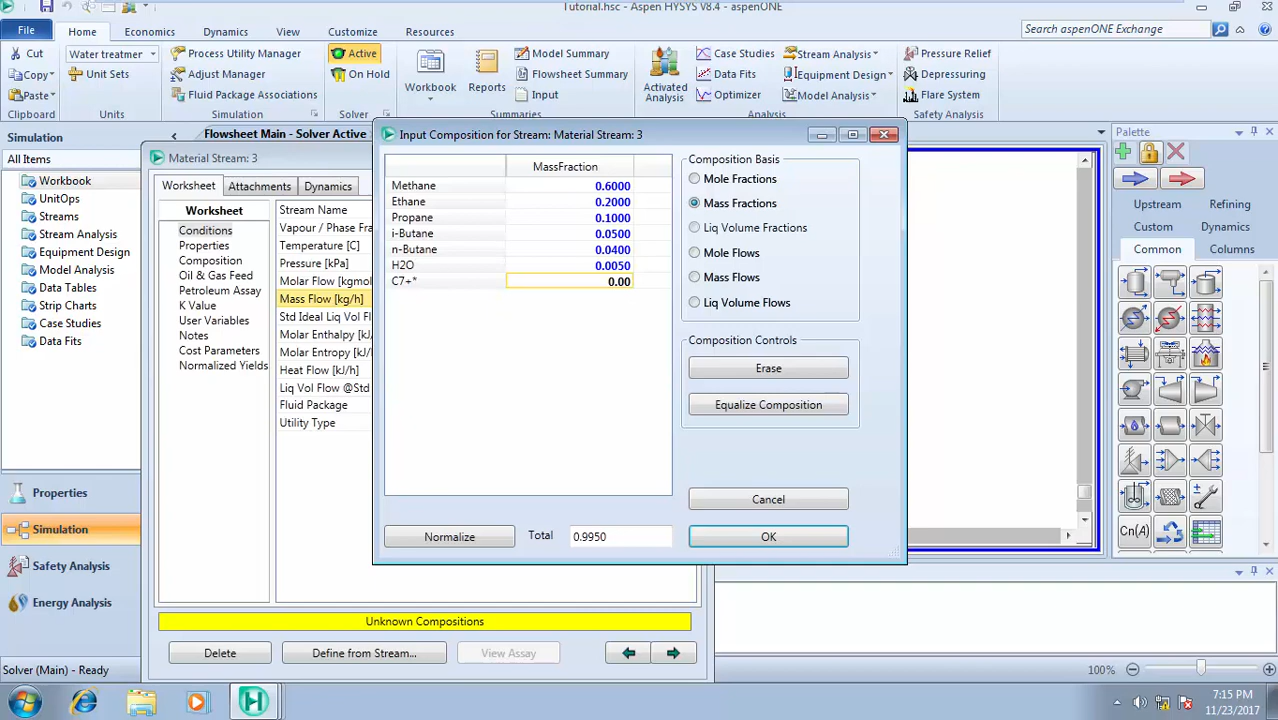 Tutorial.hsc - Aspen HYSYS V8.4 - aspenONE
File Home Economics Dynamics View Customize Resources
Search aspenONE Exchange
Cut
Copy
Paste
Clipboard
Water treatmer
Unit Sets
Units
Process Utility Manager
Adjust Manager
Fluid Package Associations
Simulation
Active
On Hold
Solver
Workbook
Reports
Model Summary
Flowsheet Summary
Input
Summaries
Activated Analysis
Case Studies
Data Fits
Optimizer
Stream Analysis
Equipment Design
Model Analysis
Analysis
Pressure Relief
Depressuring
Flare System
Safety Analysis
Simulation
All Items
Workbook
UnitOps
Streams
Stream Analysis
Equipment Design
Model Analysis
Data Tables
Strip Charts
Case Studies
Data Fits
Properties
Simulation
Safety Analysis
Energy Analysis
Flowsheet Main - Solver Active
Material Stream: 3
Worksheet Attachments Dynamics
Worksheet
Conditions
Properties
Composition
Oil & Gas Feed
Petroleum Assay
K Value
User Variables
Notes
Cost Parameters
Normalized Yields
Stream Name
Vapour / Phase Fra
Temperature [C]
Pressure [kPa]
Molar Flow [kgmol
Mass Flow [kg/h]
Std Ideal Liq Vol Fl
Molar Enthalpy [kJ/
Molar Entropy [kJ/
Heat Flow [kJ/h]
Liq Vol Flow @Std
Fluid Package
Utility Type
Unknown Compositions
Delete
Define from Stream...
View Assay
Input Composition for Stream: Material Stream: 3
MassFraction
Methane 0.6000
Ethane 0.2000
Propane 0.1000
i-Butane 0.0500
n-Butane 0.0400
H2O 0.0050
C7+* 0.00
Composition Basis
Mole Fractions
Mass Fractions
Liq Volume Fractions
Mole Flows
Mass Flows
Liq Volume Flows
Composition Controls
Erase
Equalize Composition
Cancel
Normalize
Total 0.9950
OK
Palette
Upstream Refining
Custom Dynamics
Common Columns
Cn(A)
Solver (Main) - Ready
100%
7:15 PM
11/23/2017